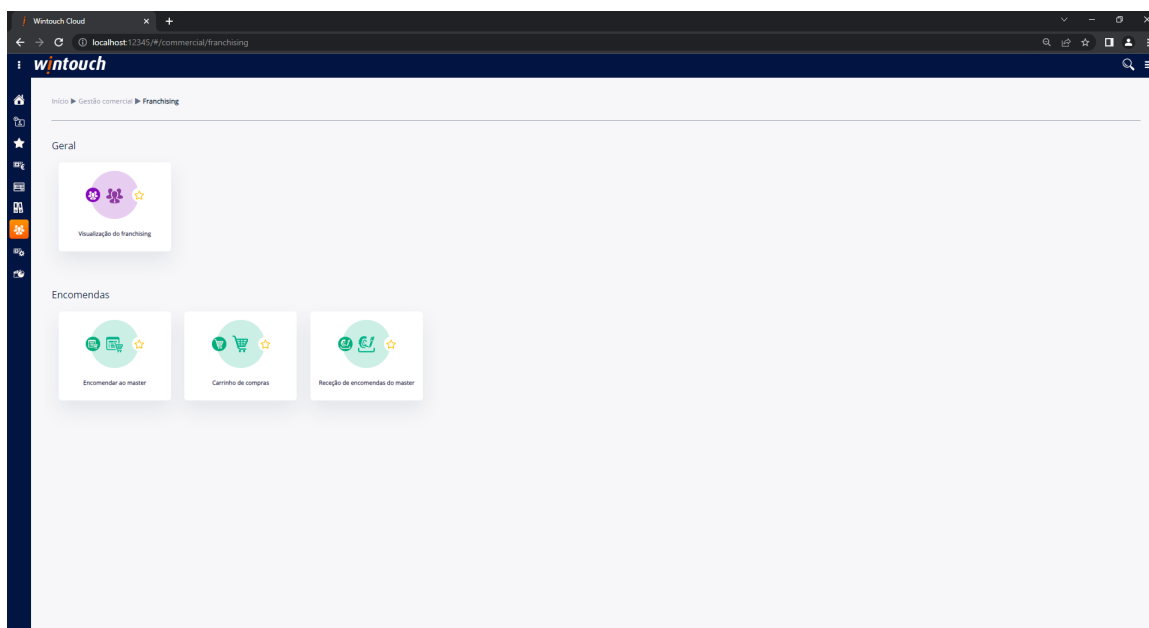 Wintouch Cloud
localhost:12345/#/commercial/franchising
wintouch
Início ▶ Gestão comercial ▶ Franchising
Geral
Visualização do franchising
Encomendas
Encomendar ao master
Carrinho de compras
Receção de encomendas do master